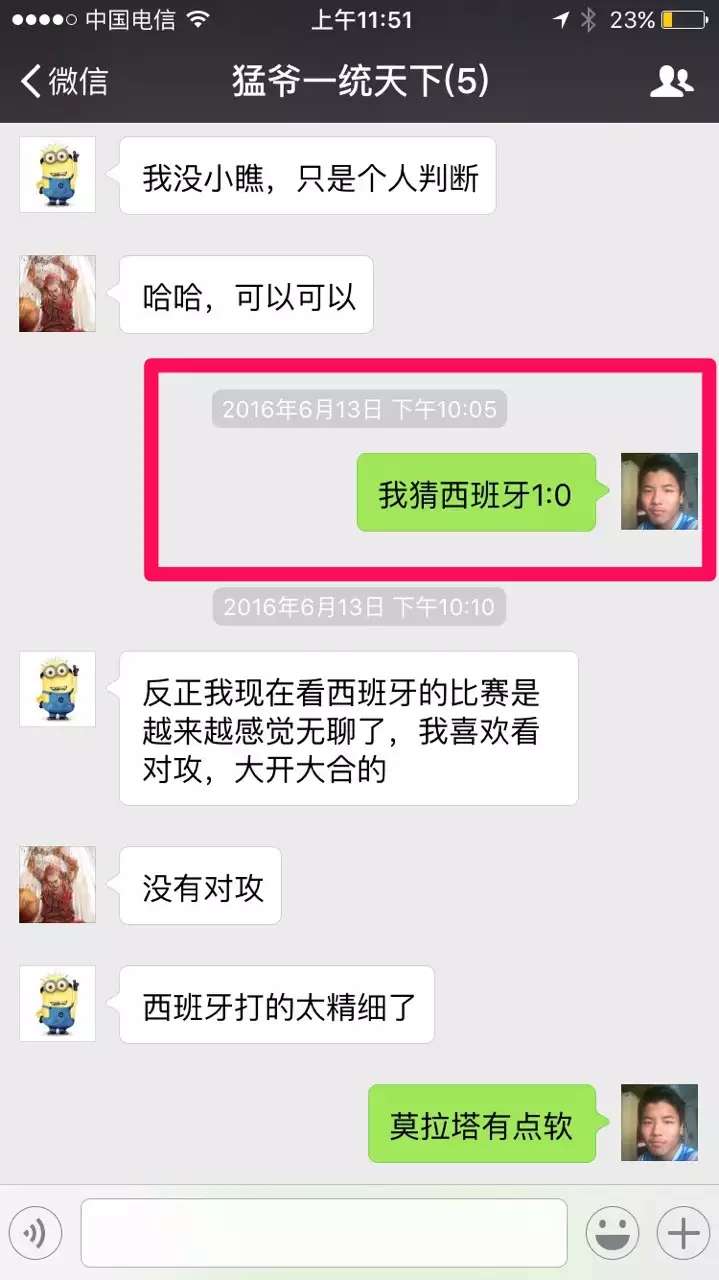 中国电信 上午11:51 23%
微信 猛爷一统天下(5)
我没小瞧，只是个人判断
哈哈，可以可以
2016年6月13日 下午10:05
我猜西班牙1:0
2016年6月13日 下午10:10
反正我现在看西班牙的比赛是
越来越感觉无聊了，我喜欢看
对攻，大开大合的
没有对攻
西班牙打的太精细了
莫拉塔有点软